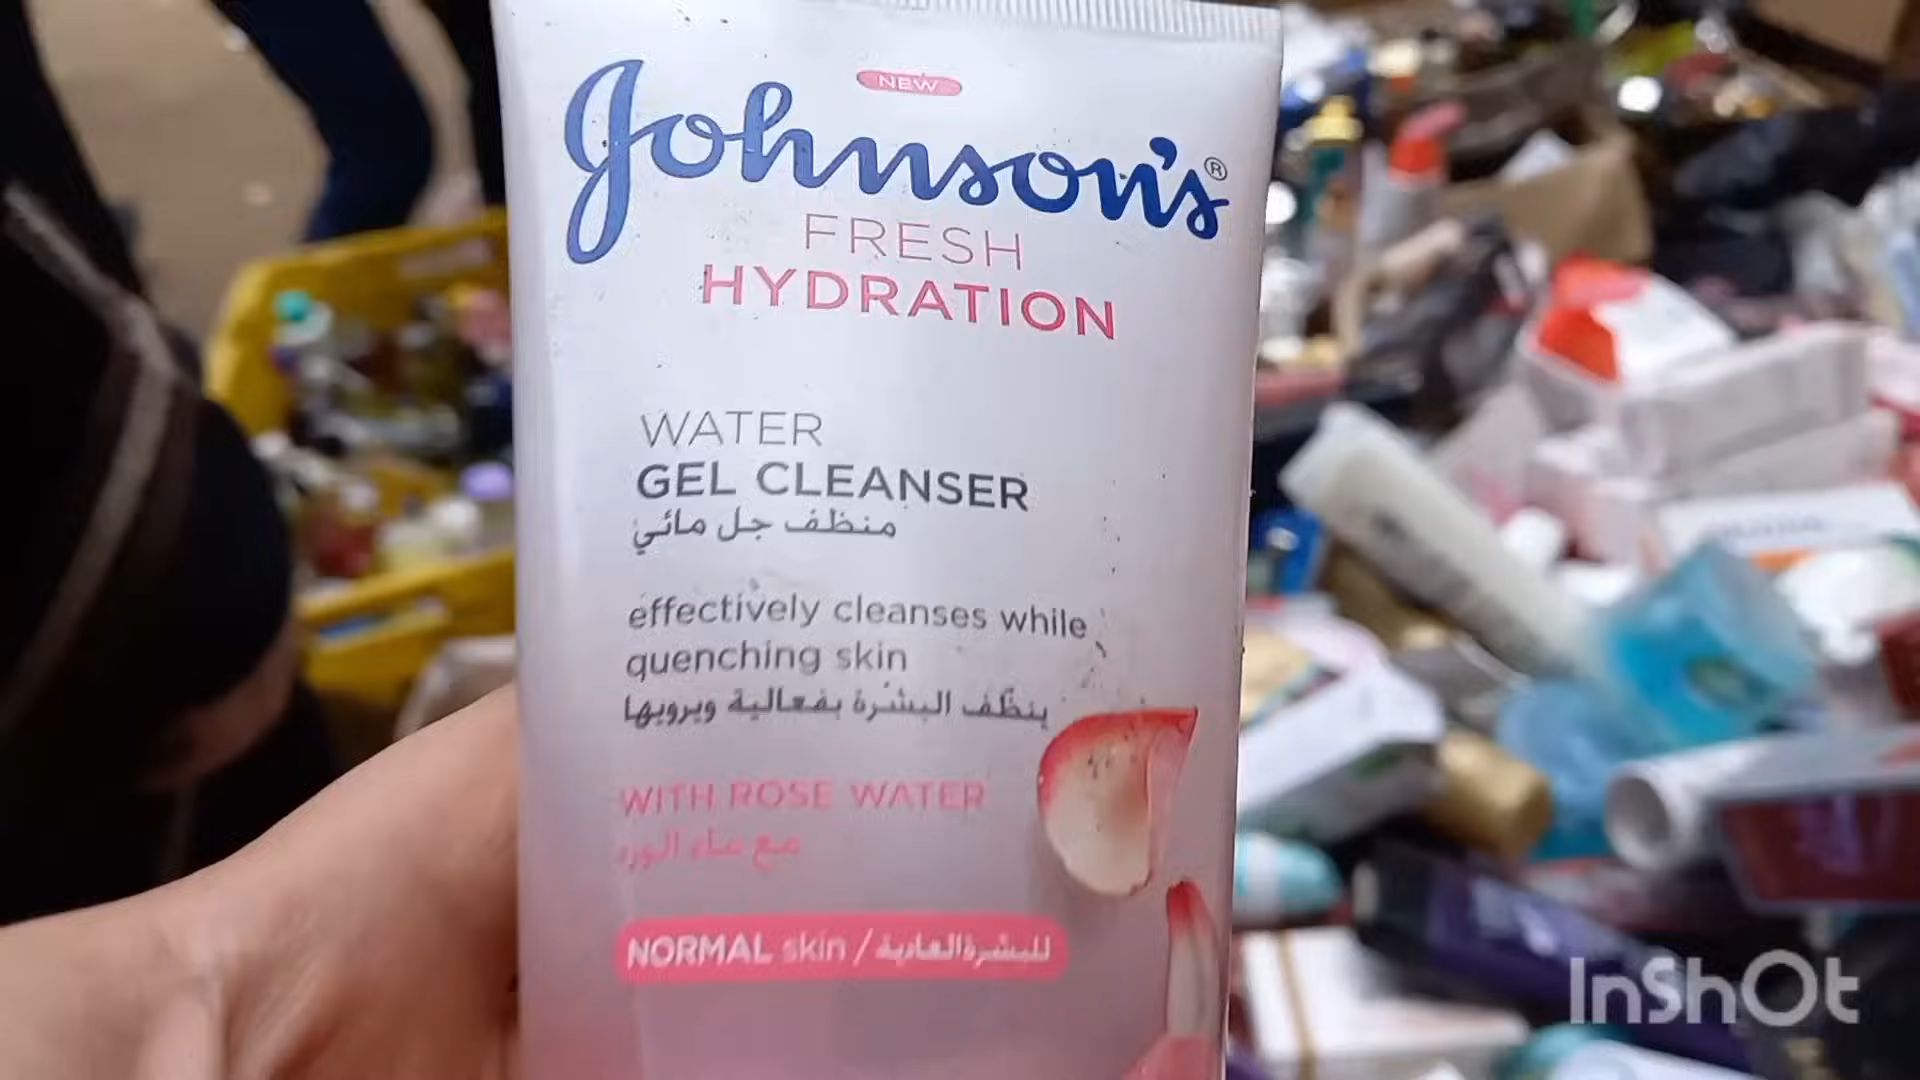 NEW
Johnson's®
FRESH
HYDRATION
WATER
GEL CLEANSER
منظف جل مائي
effectively cleanses while
quenching skin
ينظّف البشرة بفعالية ويرويها
WITH ROSE WATER
مع ماء الورد
NORMAL skin / للبشرة العادية
InShOt